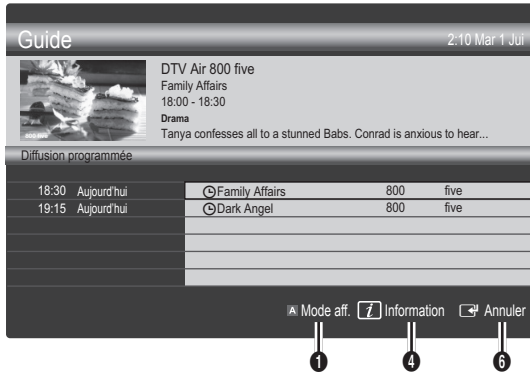 Guide
2:10 Mar 1 Jui
DTV Air 800 five
Family Affairs
18:00 - 18:30
Drama
Tanya confesses all to a stunned Babs. Conrad is anxious to hear...
Diffusion programmée
18:30 Aujourd'hui Family Affairs 800 five
19:15 Aujourd'hui Dark Angel 800 five
A Mode aff. i Information Annuler
1 4 6